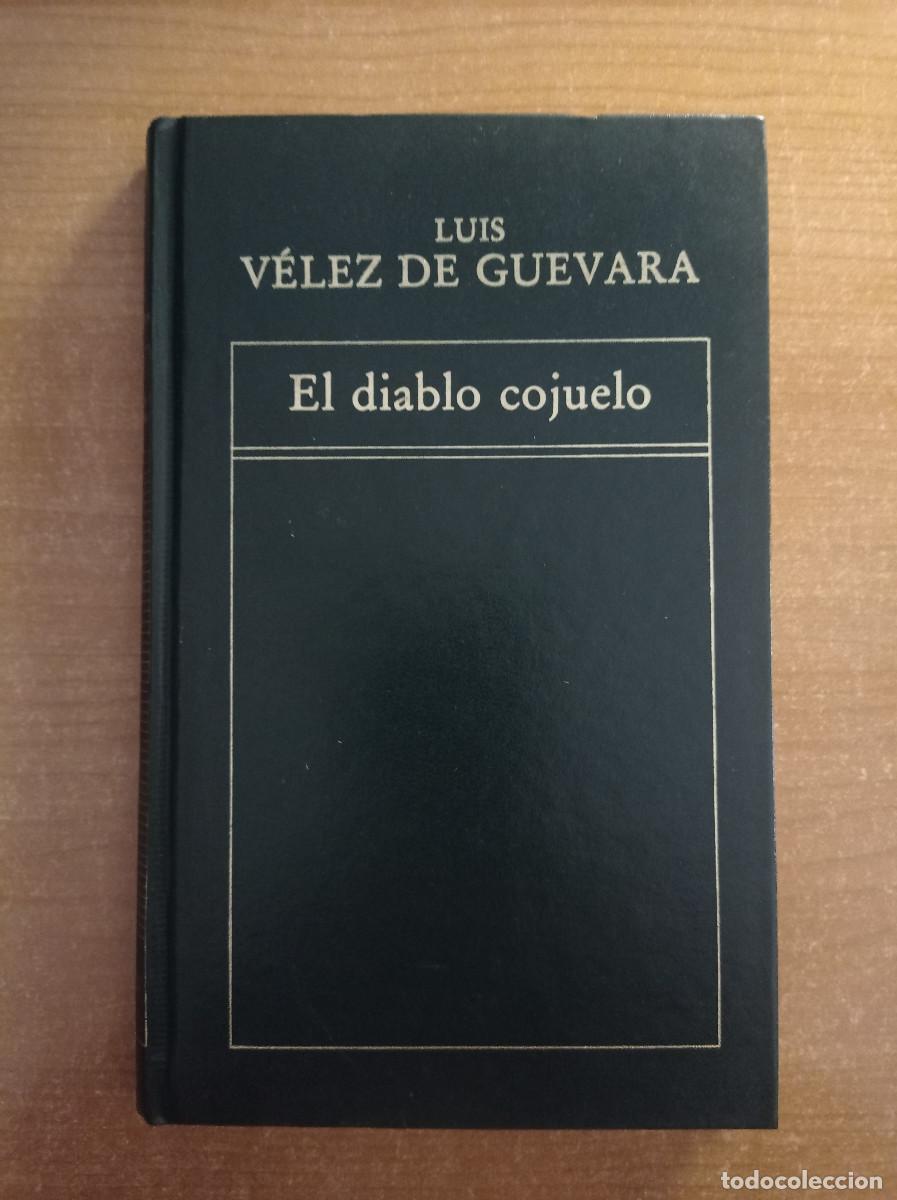 LUIS
VÉLEZ DE GUEVARA
El diablo cojuelo
todocoleccion